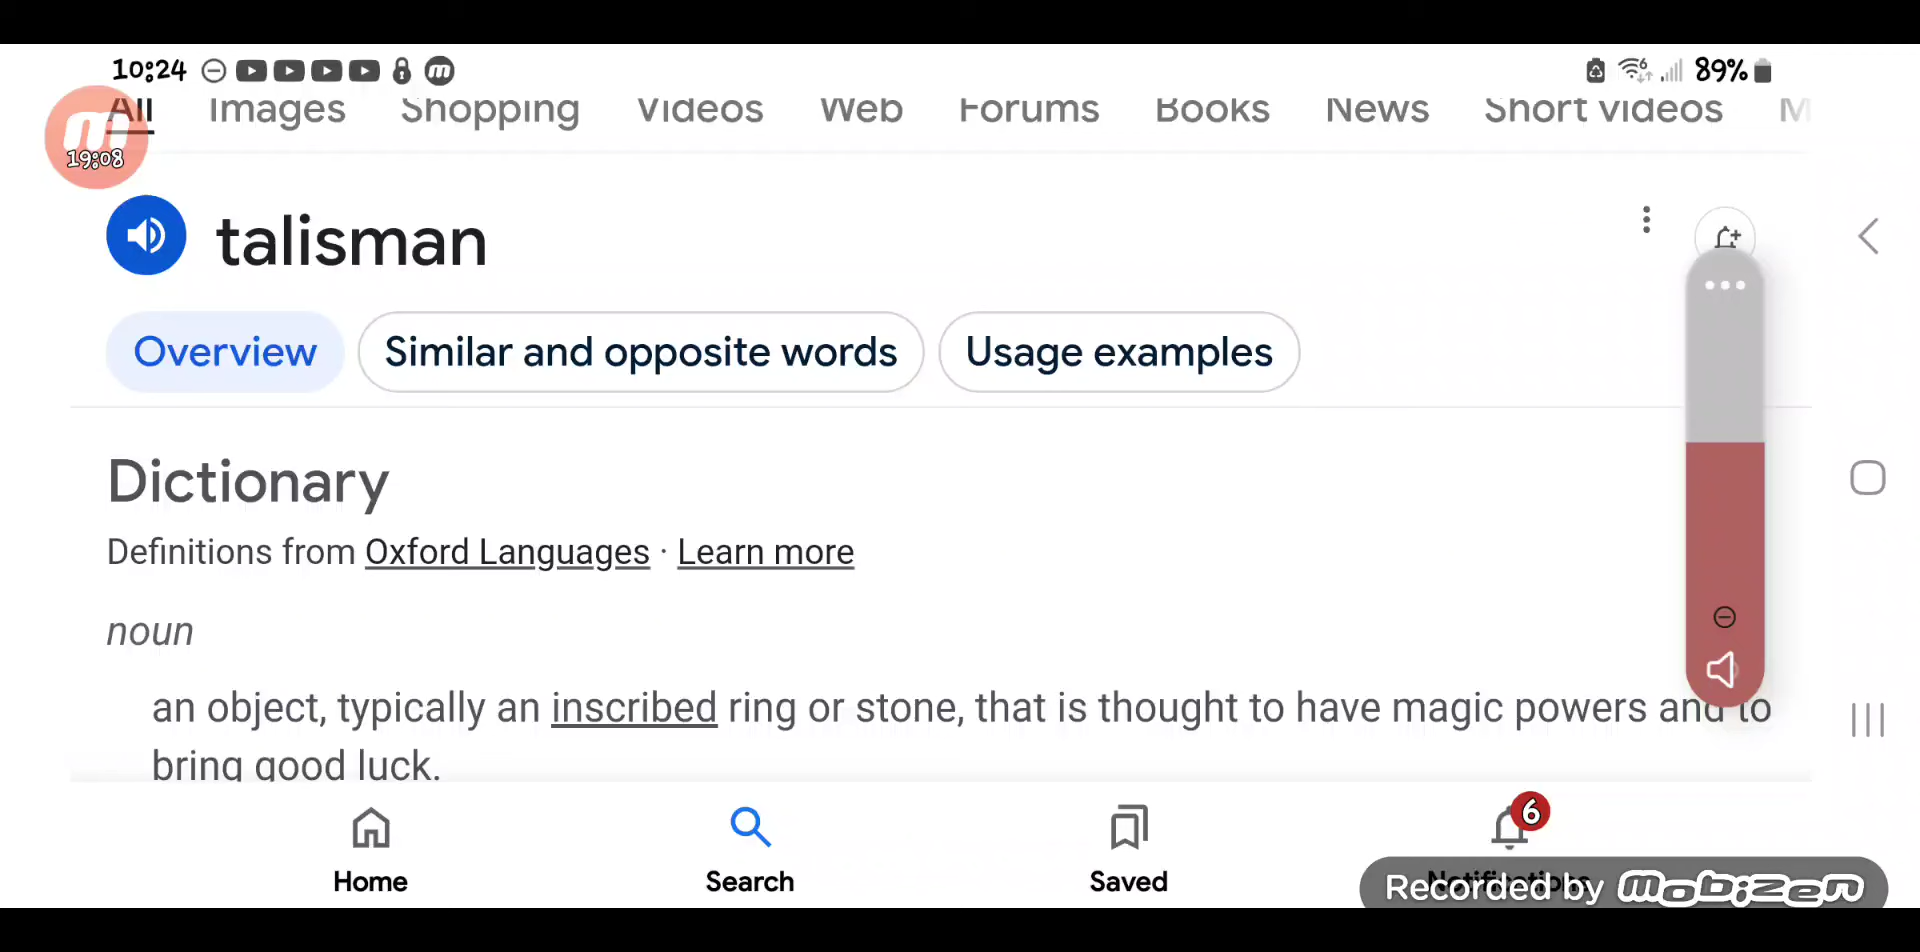 10:24 89%
All Images Shopping Videos Web Forums Books News Short videos M
19:08
talisman
Overview Similar and opposite words Usage examples
Dictionary
Definitions from Oxford Languages · Learn more
noun
an object, typically an inscribed ring or stone, that is thought to have magic powers and to
bring good luck.
6
Home Search Saved Notifications
Recorded by mobizen